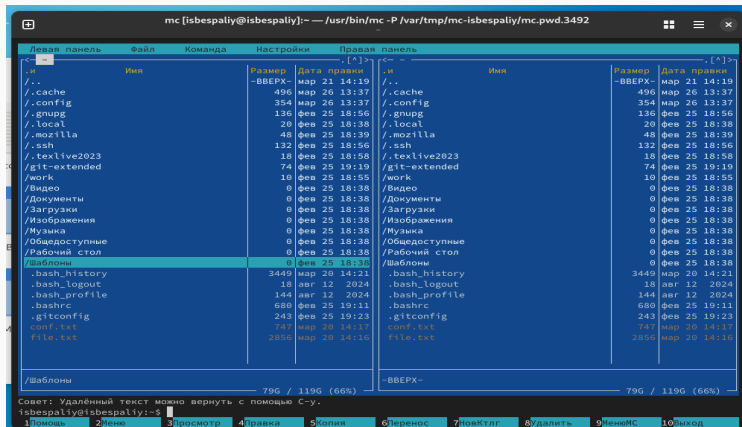 mc [isbespaliy@isbespaliy]:~ — /usr/bin/mc -P /var/tmp/mc-isbespaliy/mc.pwd.3492
~
Левая панель Файл Команда Настройки Правая панель
<— ~ .[^]> <— ~ .[^]>
.и Имя Размер Дата правки .и Имя Размер Дата правки
/.. -ВВЕРХ- мар 21 14:19 /.. -ВВЕРХ- мар 21 14:19
/.cache 496 мар 26 13:37 /.cache 496 мар 26 13:37
/.config 354 мар 26 13:37 /.config 354 мар 26 13:37
/.gnupg 136 фев 25 18:56 /.gnupg 136 фев 25 18:56
/.local 20 фев 25 18:38 /.local 20 фев 25 18:38
/.mozilla 48 фев 25 18:39 /.mozilla 48 фев 25 18:39
/.ssh 132 фев 25 18:56 /.ssh 132 фев 25 18:56
/.texlive2023 18 фев 25 18:58 /.texlive2023 18 фев 25 18:58
/git-extended 74 фев 25 19:19 /git-extended 74 фев 25 19:19
/work 10 фев 25 18:55 /work 10 фев 25 18:55
/Видео 0 фев 25 18:38 /Видео 0 фев 25 18:38
/Документы 0 фев 25 18:38 /Документы 0 фев 25 18:38
/Загрузки 0 фев 25 18:38 /Загрузки 0 фев 25 18:38
/Изображения 0 фев 25 18:38 /Изображения 0 фев 25 18:38
/Музыка 0 фев 25 18:38 /Музыка 0 фев 25 18:38
/Общедоступные 0 фев 25 18:38 /Общедоступные 0 фев 25 18:38
/Рабочий стол 0 фев 25 18:38 /Рабочий стол 0 фев 25 18:38
/Шаблоны 0 фев 25 18:38 /Шаблоны 0 фев 25 18:38
.bash_history 3449 мар 20 14:21 .bash_history 3449 мар 20 14:21
.bash_logout 18 авг 12 2024 .bash_logout 18 авг 12 2024
.bash_profile 144 авг 12 2024 .bash_profile 144 авг 12 2024
.bashrc 680 фев 25 19:11 .bashrc 680 фев 25 19:11
.gitconfig 243 фев 25 19:23 .gitconfig 243 фев 25 19:23
conf.txt 747 мар 20 14:17 conf.txt 747 мар 20 14:17
file.txt 2856 мар 20 14:16 file.txt 2856 мар 20 14:16
/Шаблоны -ВВЕРХ-
79G / 119G (66%) 79G / 119G (66%)
Совет: Удалённый текст можно вернуть с помощью C-y.
isbespaliy@isbespaliy:~$
1Помощь 2Меню 3Просмотр 4Правка 5Копия 6Перенос 7НовКтлг 8Удалить 9МенюМС 10Выход